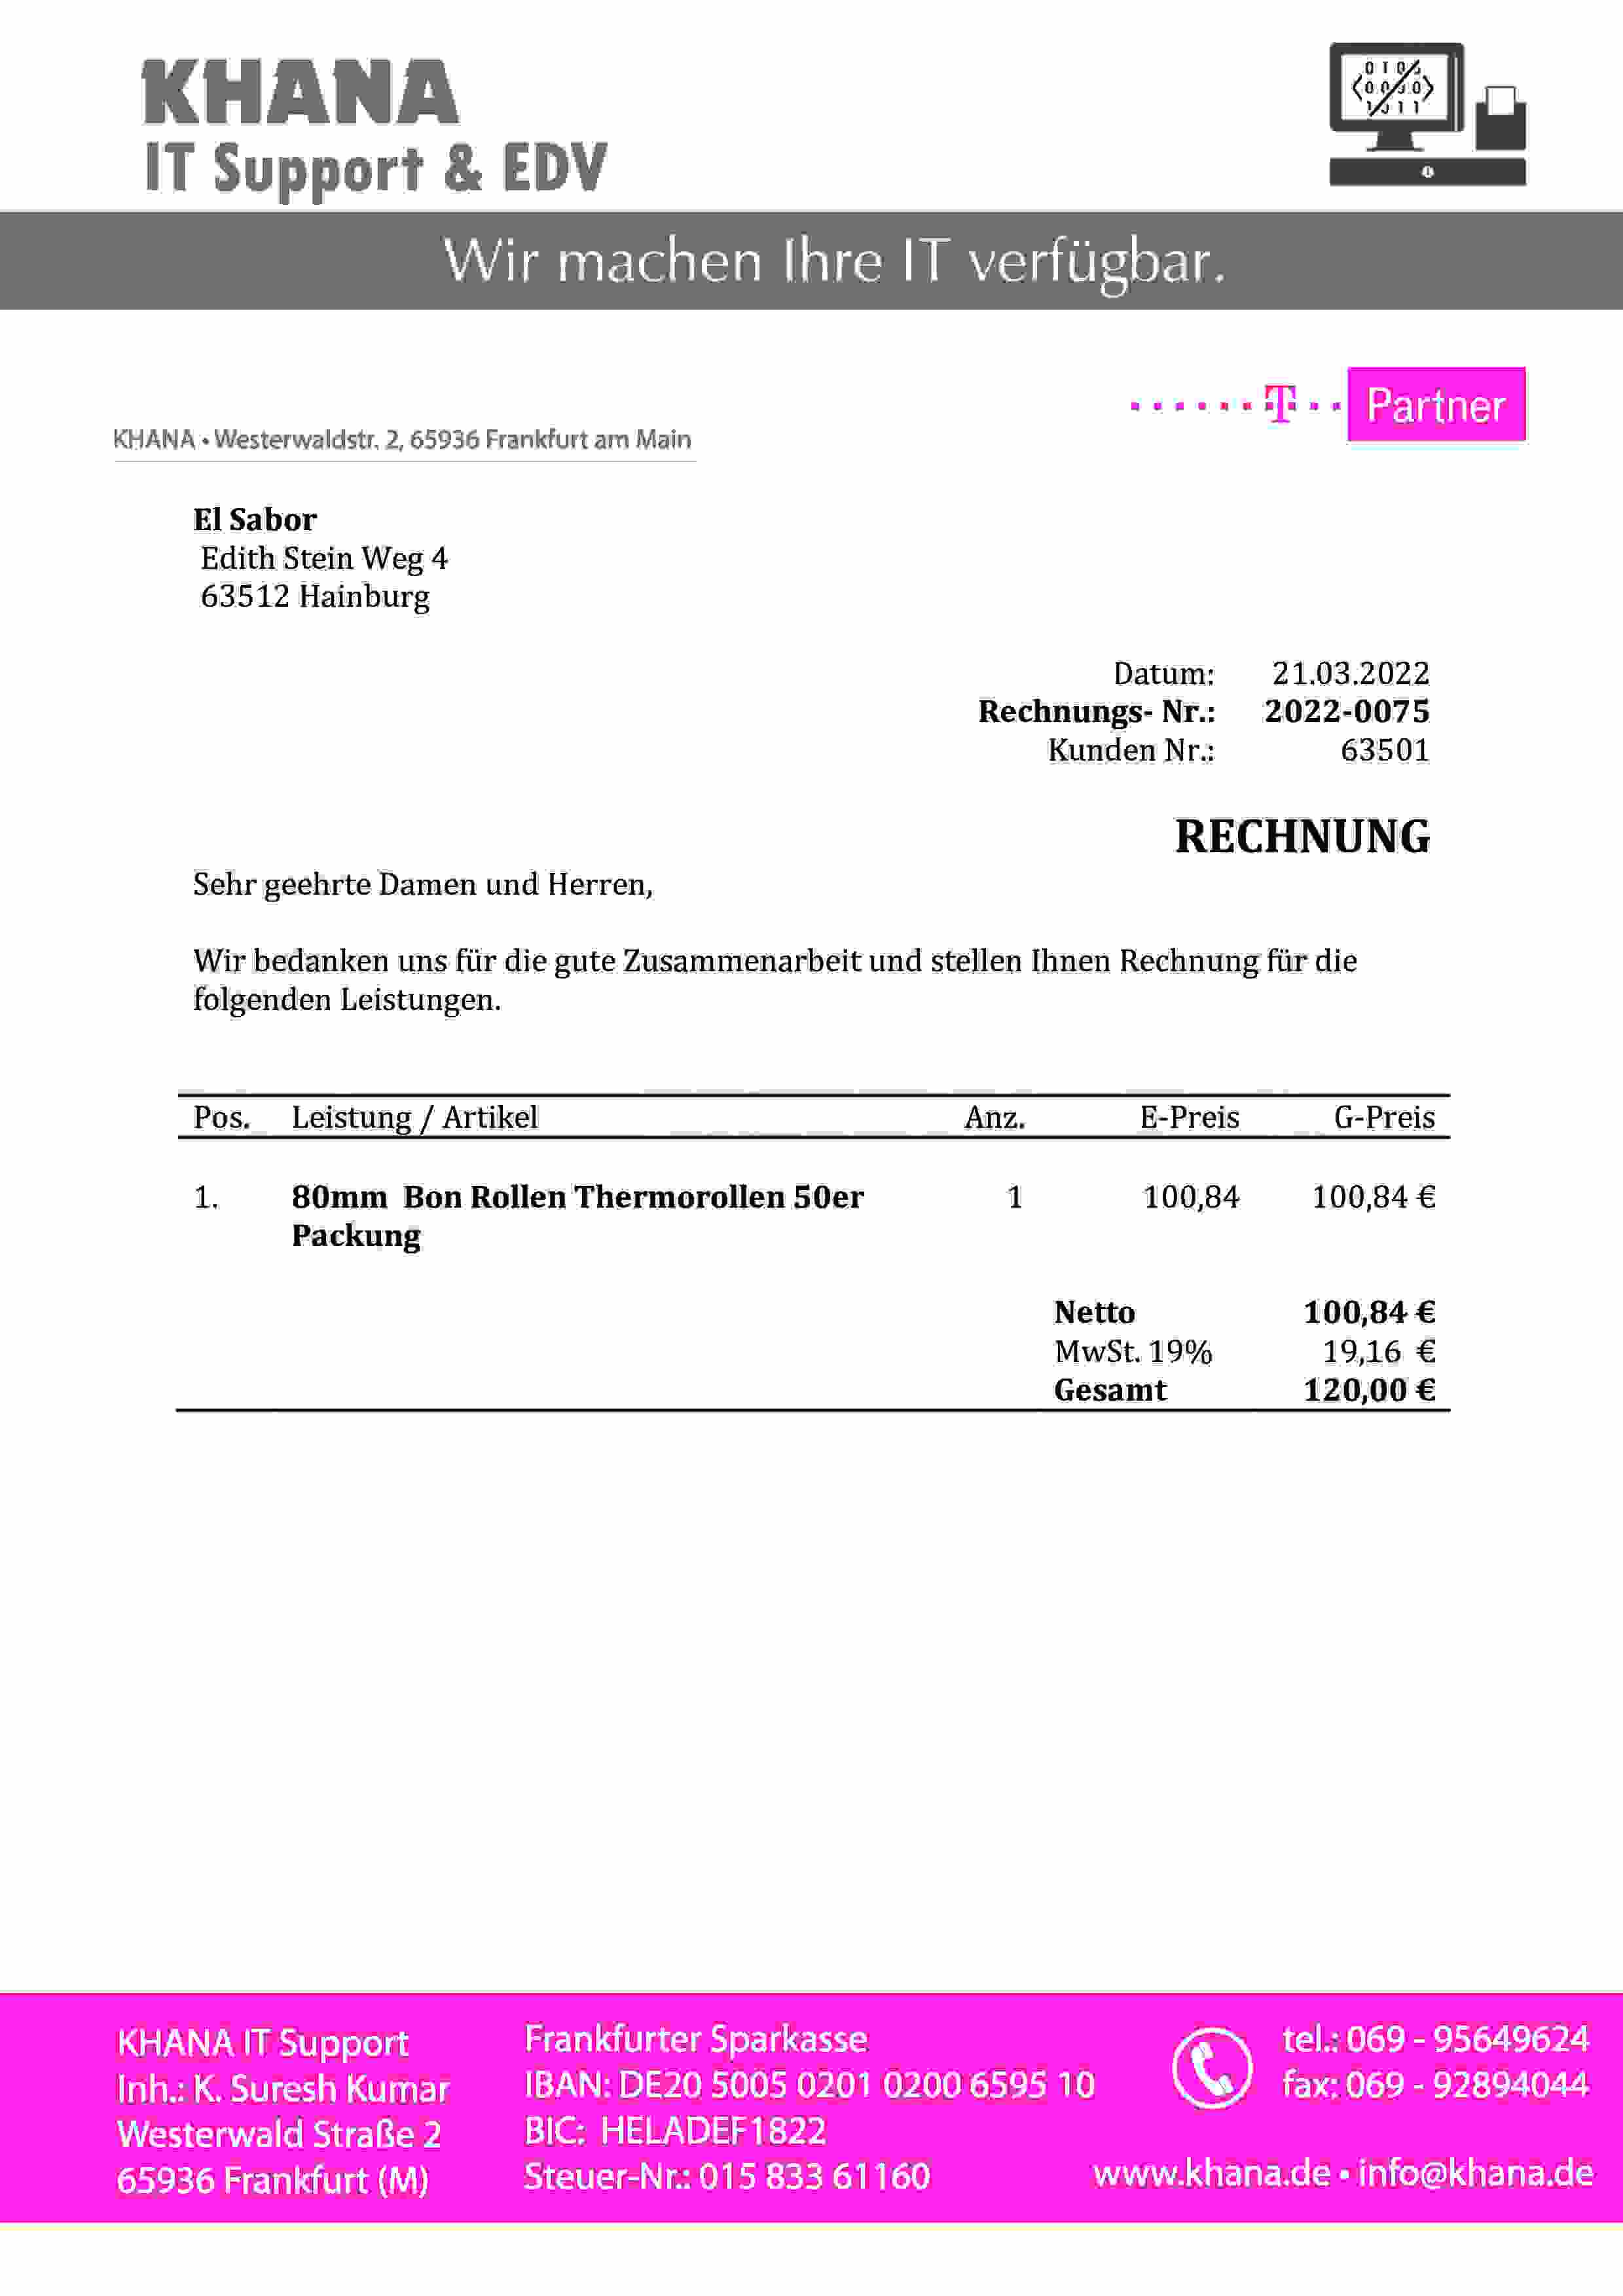 KHANA
IT Support & EDV
Wir machen Ihre IT verfügbar.
T Partner
KHANA • Westerwaldstr. 2, 65936 Frankfurt am Main
El Sabor
Edith Stein Weg 4
63512 Hainburg
Datum: 21.03.2022
Rechnungs- Nr.: 2022-0075
Kunden Nr.: 63501
RECHNUNG
Sehr geehrte Damen und Herren,
Wir bedanken uns für die gute Zusammenarbeit und stellen Ihnen Rechnung für die
folgenden Leistungen.
Pos. Leistung / Artikel Anz. E-Preis G-Preis
1. 80mm Bon Rollen Thermorollen 50er 1 100,84 100,84 €
Packung
Netto 100,84 €
MwSt. 19% 19,16 €
Gesamt 120,00 €
KHANA IT Support
Inh.: K. Suresh Kumar
Westerwald Straße 2
65936 Frankfurt (M)
Frankfurter Sparkasse
IBAN: DE20 5005 0201 0200 6595 10
BIC: HELADEF1822
Steuer-Nr.: 015 833 61160
tel.: 069 - 95649624
fax: 069 - 92894044
www.khana.de • info@khana.de